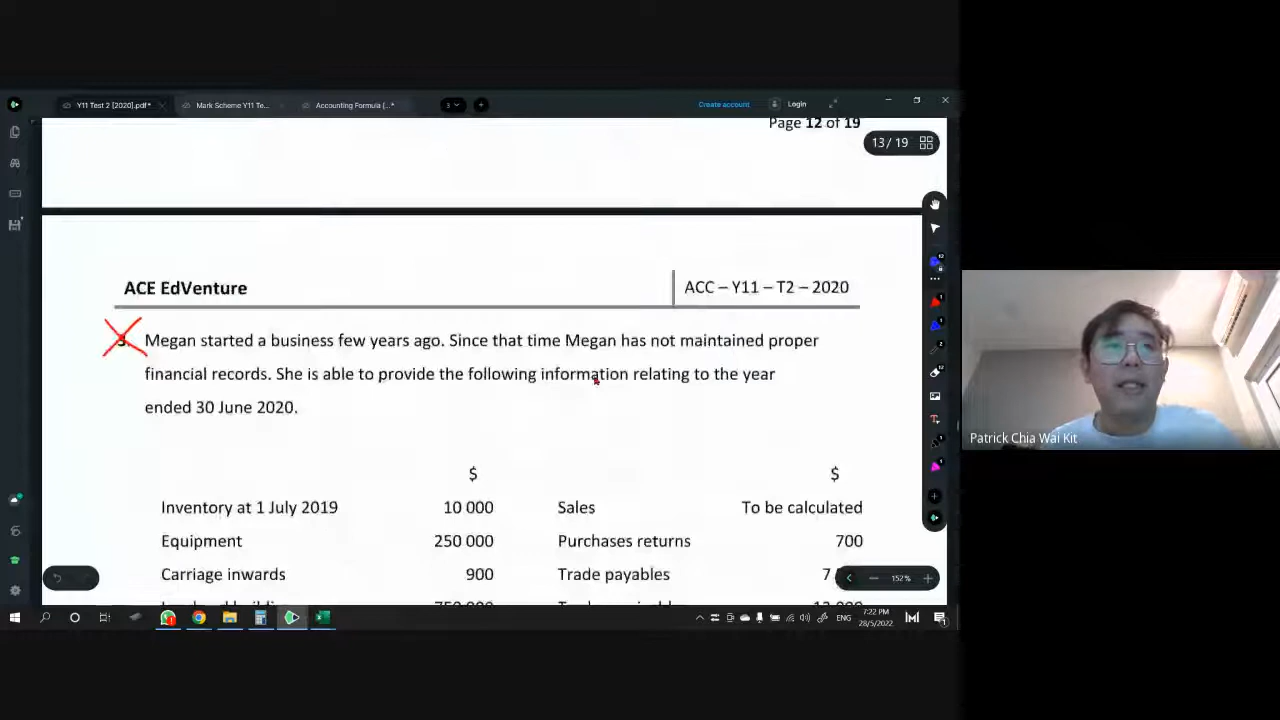 Y11 Test 2 [2020].pdf*
Mark Scheme Y11 Te...
Accounting Formula (...*
3
Create account
Login
Page 12 of 19
13 / 19
ACE EdVenture
ACC – Y11 – T2 – 2020
Megan started a business few years ago. Since that time Megan has not maintained proper
financial records. She is able to provide the following information relating to the year
ended 30 June 2020.
$ $
Inventory at 1 July 2019 10 000 Sales To be calculated
Equipment 250 000 Purchases returns 700
Carriage inwards 900 Trade payables 7
152%
Patrick Chia Wai Kit
ENG
7:22 PM
28/5/2022